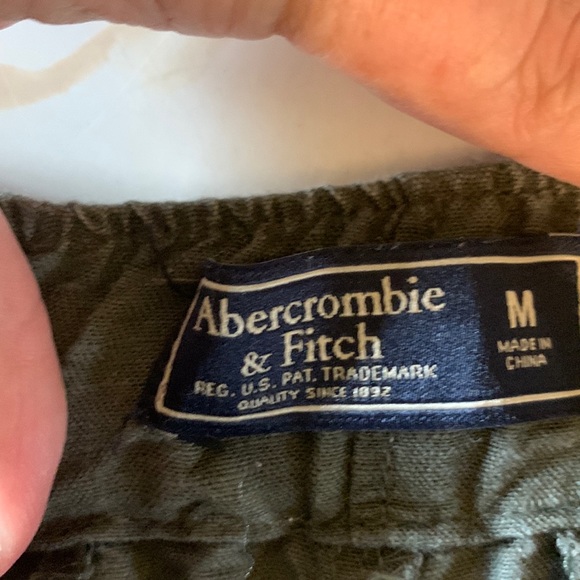 Abercrombie
& Fitch
REG. U.S. PAT. TRADEMARK
QUALITY SINCE 1892
M
MADE IN
CHINA